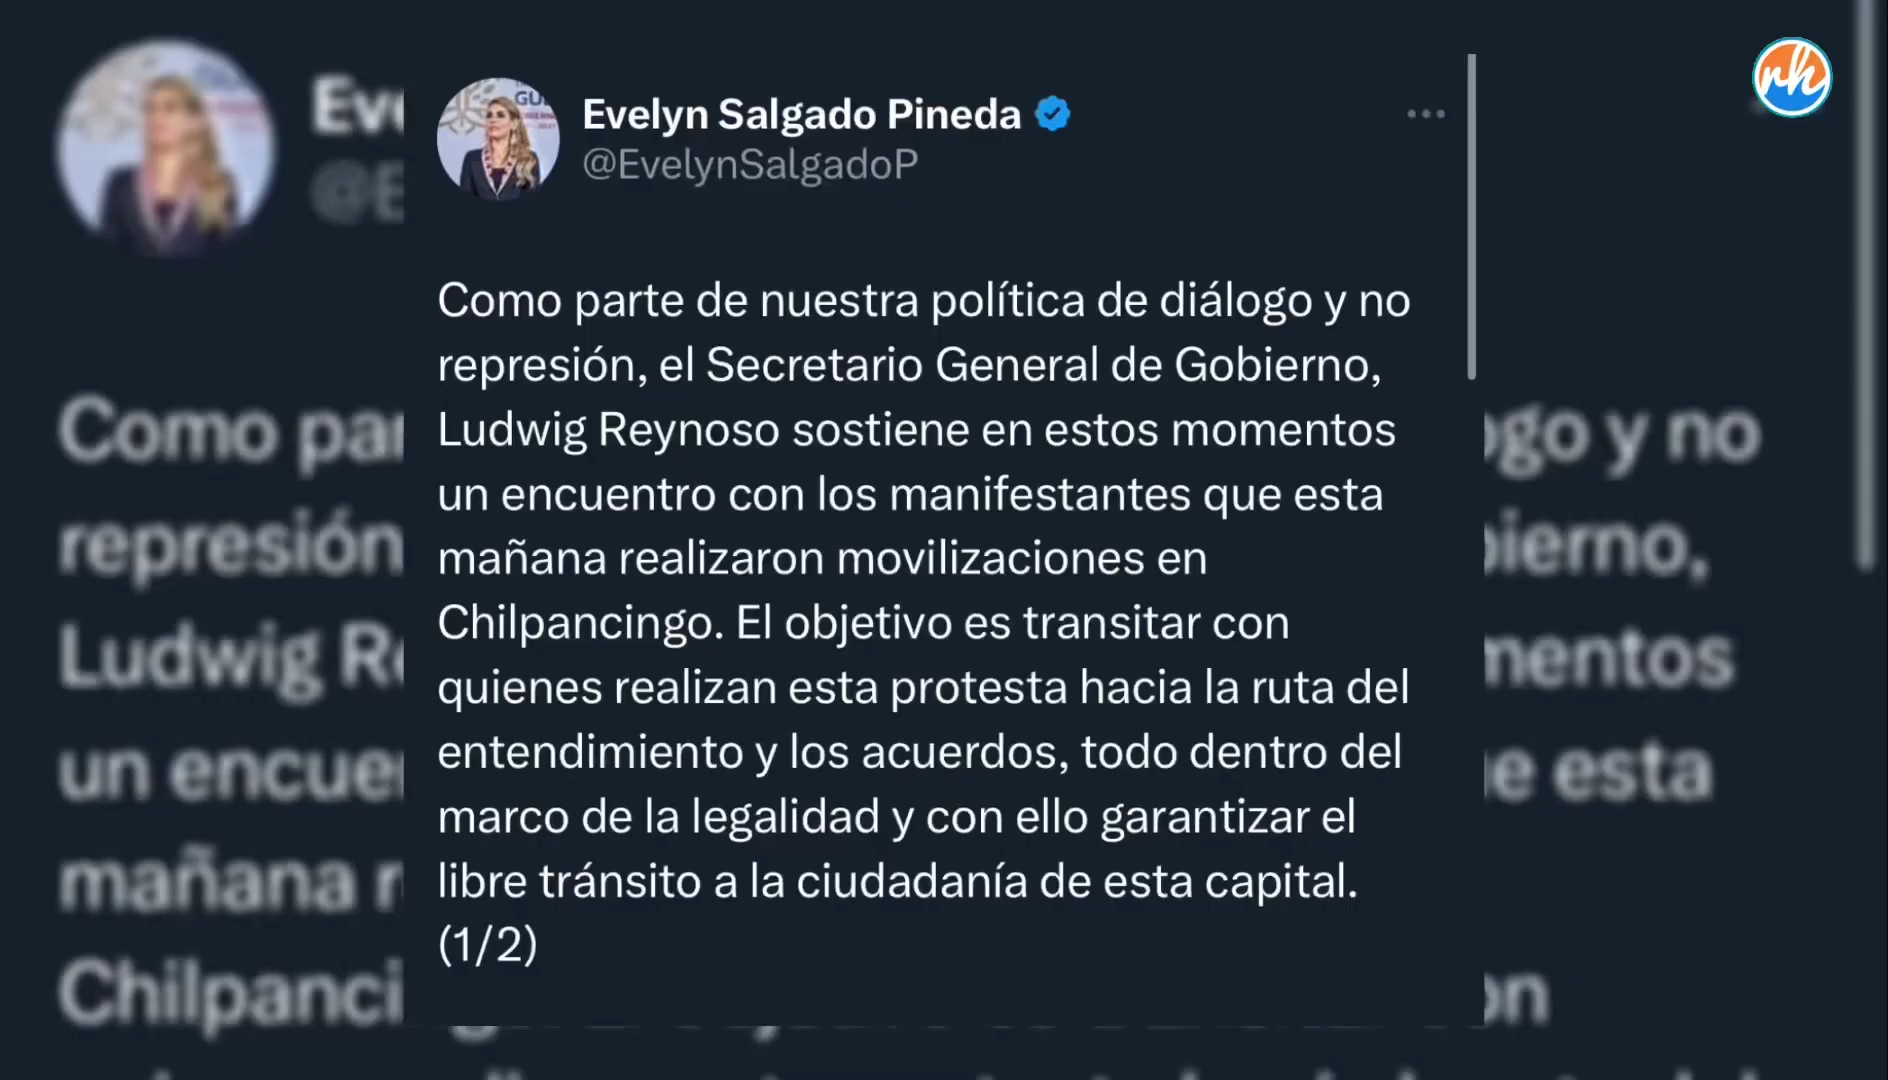 Evelyn Salgado Pineda
@EvelynSalgadoP
Como parte de nuestra política de diálogo y no
represión, el Secretario General de Gobierno,
Ludwig Reynoso sostiene en estos momentos
un encuentro con los manifestantes que esta
mañana realizaron movilizaciones en
Chilpancingo. El objetivo es transitar con
quienes realizan esta protesta hacia la ruta del
entendimiento y los acuerdos, todo dentro del
marco de la legalidad y con ello garantizar el
libre tránsito a la ciudadanía de esta capital.
(1/2)
rh